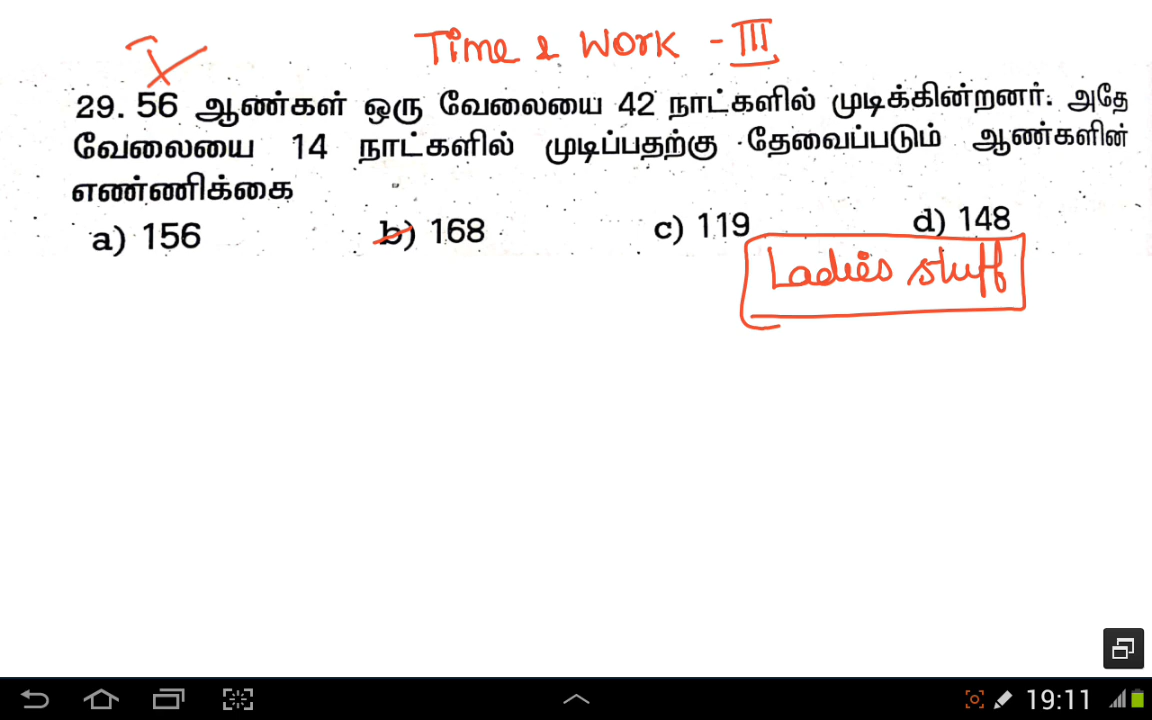 Time & Work - III
29. 56 ஆண்கள் ஒரு வேலையை 42 நாட்களில் முடிக்கின்றனர். அதே
வேலையை 14 நாட்களில் முடிப்பதற்கு தேவைப்படும் ஆண்களின்
எண்ணிக்கை
a) 156 b) 168 c) 119 d) 148
Ladies stuff
19:11